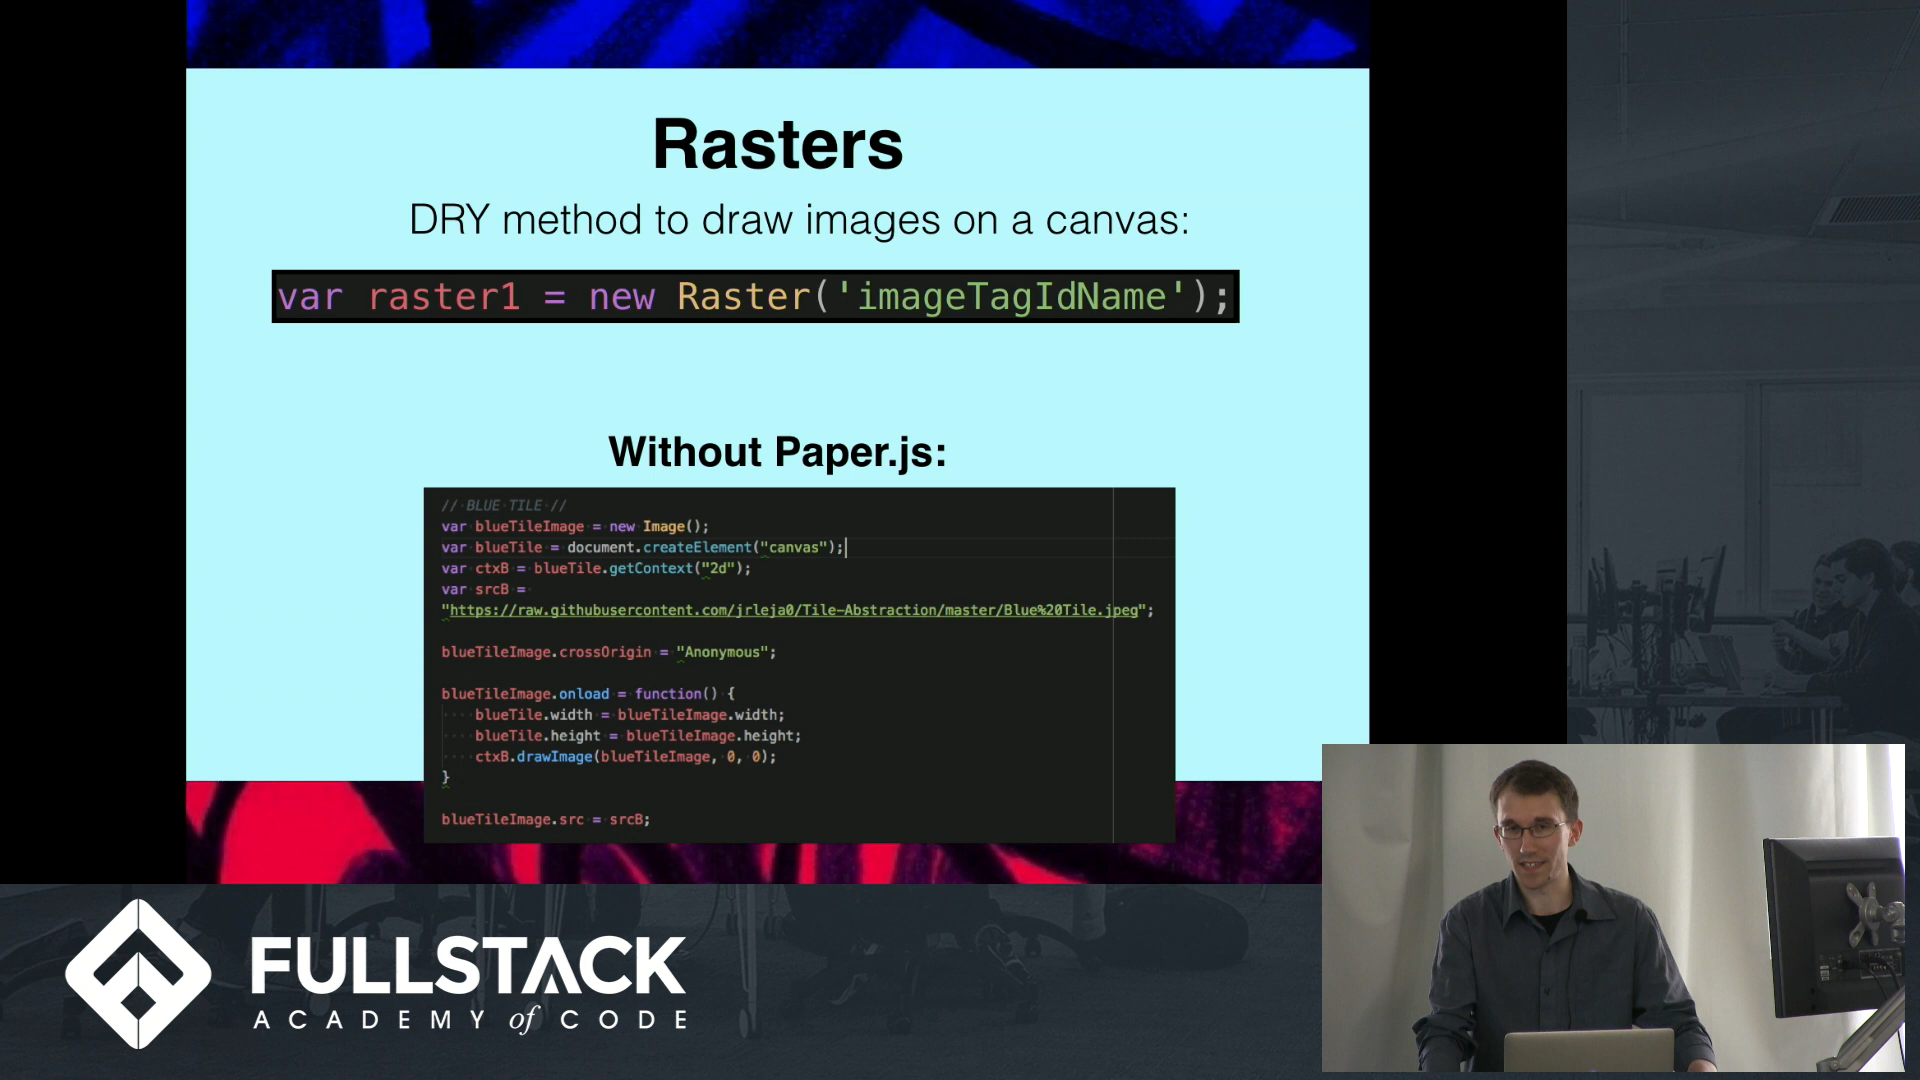 Rasters
DRY method to draw images on a canvas:
var raster1 = new Raster('imageTagIdName');
Without Paper.js:
// BLUE TILE //
var blueTileImage = new Image();
var blueTile = document.createElement("canvas");
var ctxB = blueTile.getContext("2d");
var srcB =
"https://raw.githubusercontent.com/jrleja0/Tile-Abstraction/master/Blue%20Tile.jpeg";
blueTileImage.crossOrigin = "Anonymous";
blueTileImage.onload = function() {
blueTile.width = blueTileImage.width;
blueTile.height = blueTileImage.height;
ctxB.drawImage(blueTileImage, 0, 0);
}
blueTileImage.src = srcB;
FULLSTACK
ACADEMY of CODE